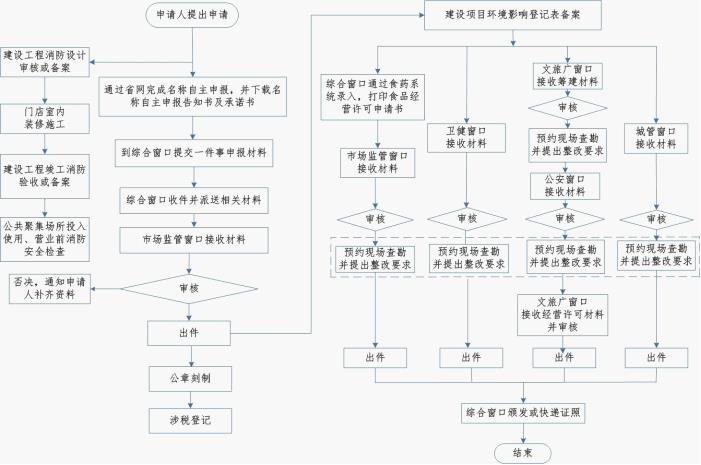 申请人提出申请
建设工程消防设计
审核或备案
门店室内
装修施工
建设工程竣工消防
验收或备案
公共聚集场所投入
使用、营业前消防
安全检查
通过省网完成名称自主申报，并下载名
称自主申报告知书及承诺书
到综合窗口提交一件事申报材料
综合窗口收件并派送相关材料
市场监管窗口接收材料
审核
否决，通知申请
人补齐资料
出件
公章刻制
涉税登记
建设项目环境影响登记表备案
综合窗口通过食药系
统录入，打印食品经
营许可申请书
市场监管窗口
接收材料
审核
预约现场查勘
并提出整改要求
出件
卫健窗口
接收材料
审核
预约现场查勘
并提出整改要求
出件
文旅广窗口
接收筹建材料
审核
预约现场查勘
并提出整改要求
公安窗口
接收材料
审核
预约现场查勘
并提出整改要求
文旅广窗口
接收经营许可材料
并审核
出件
城管窗口
接收材料
审核
预约现场查勘
并提出整改要求
出件
综合窗口颁发或快递证照
结束